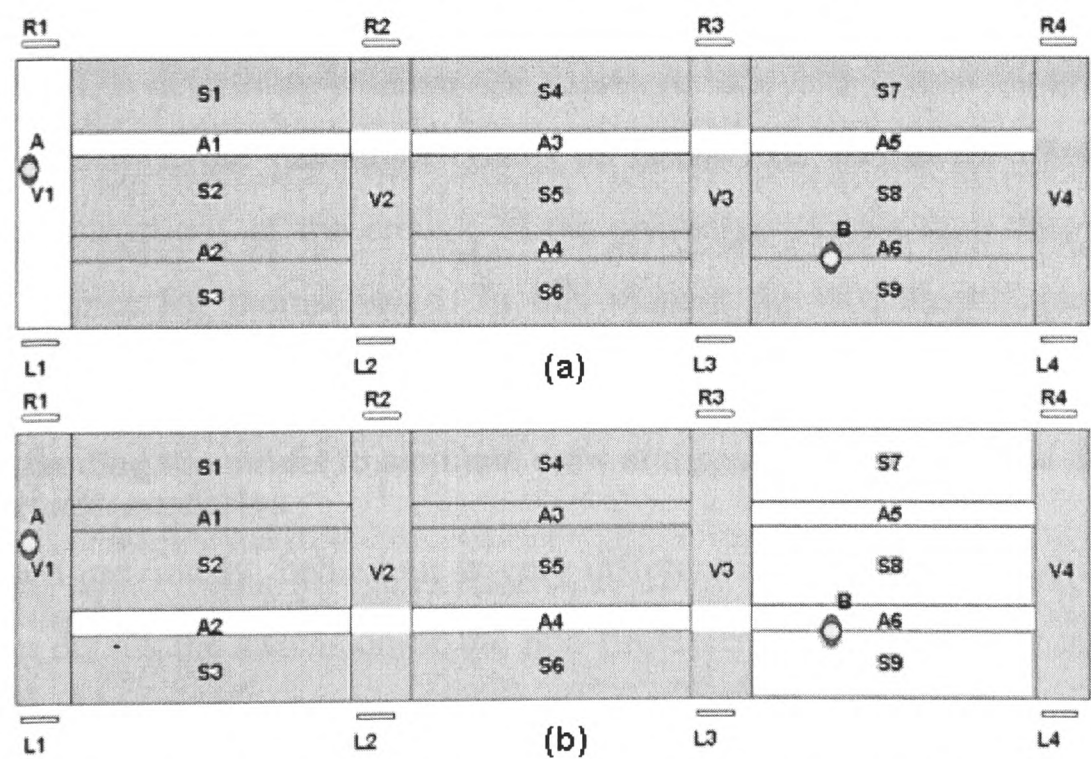 R1 R2 R3 R4
S1 S4 S7
A A1 A3 A5
V1 S2 V2 S5 V3 S8 V4
B
A2 A4 A6
S3 S6 S9
L1 L2 (a) L3 L4
R1 R2 R3 R4
S1 S4 S7
A A1 A3 A5
V1 S2 V2 S5 V3 S8 V4
B
A2 A4 A6
S3 S6 S9
L1 L2 (b) L3 L4